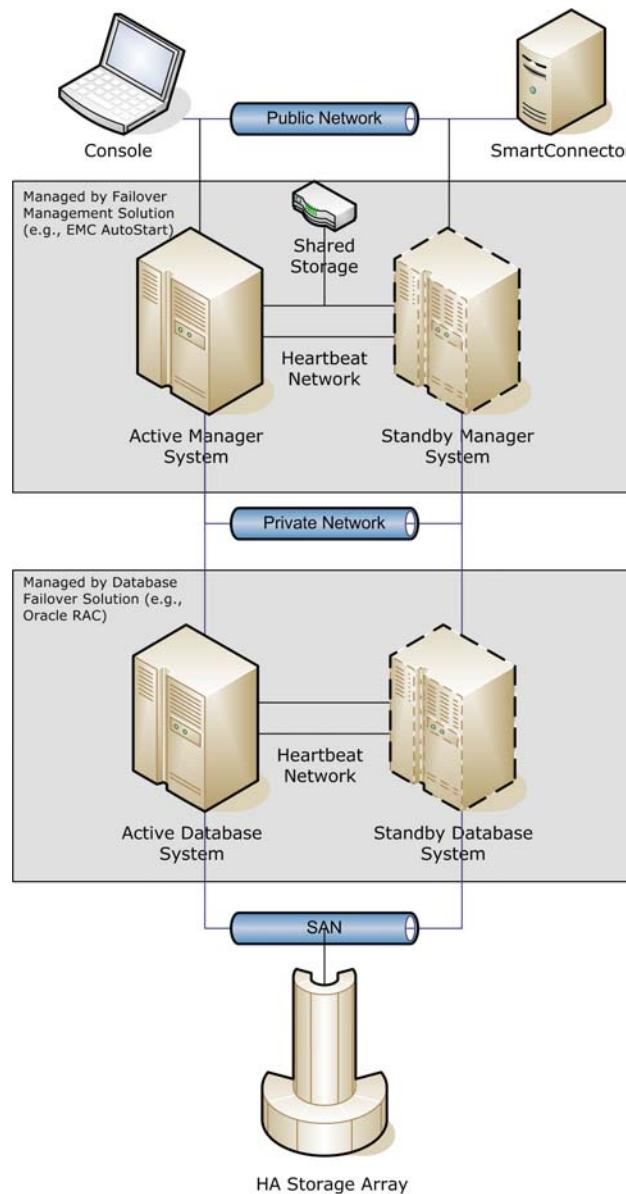 Public Network
Console
SmartConnector
Managed by Failover
Management Solution
(e.g., EMC AutoStart)
Shared
Storage
Heartbeat
Network
Active Manager
System
Standby Manager
System
Private Network
Managed by Database
Failover Solution (e.g.,
Oracle RAC)
Heartbeat
Network
Active Database
System
Standby Database
System
SAN
HA Storage Array